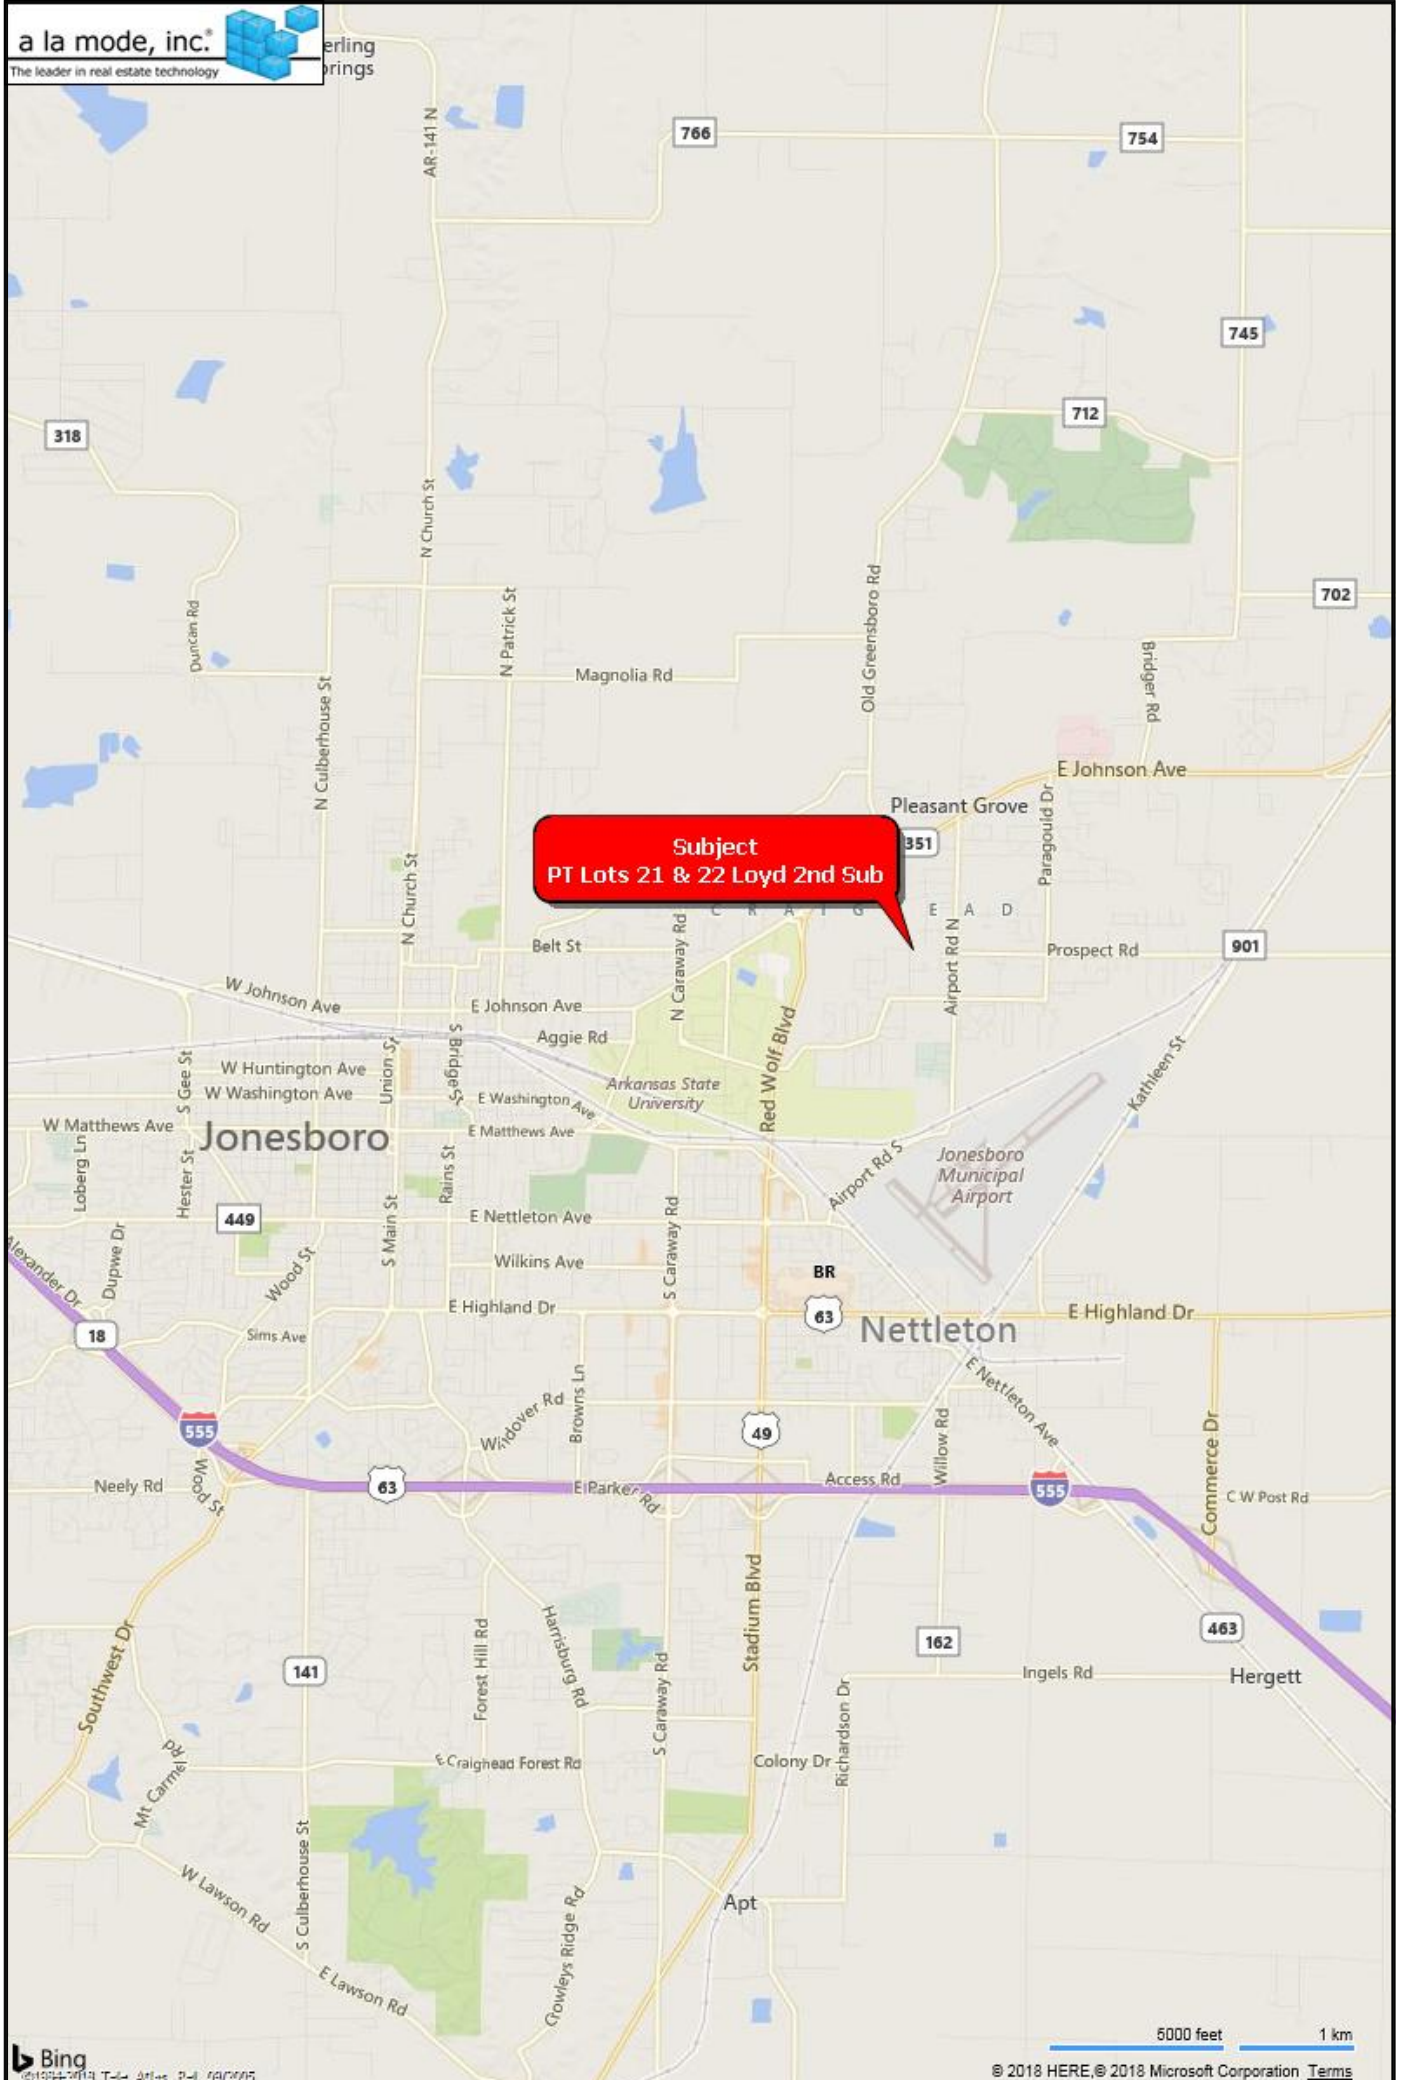 a la mode, inc.®
The leader in real estate technology
erling
prings
AR-141 N
766
754
745
712
318
N Church St
702
Old Greensboro Rd
Duncan Rd
N Patrick St
Bridger Rd
Magnolia Rd
N Culberhouse St
E Johnson Ave
Pleasant Grove
Paragould Dr
351
Subject
PT Lots 21 & 22 Loyd 2nd Sub
N Church St
C R A I G E A D
N Caraway Rd
Belt St
Airport Rd N
Prospect Rd
901
W Johnson Ave
E Johnson Ave
Aggie Rd
Red Wolf Blvd
S Bridge St
Union St
S Gee St
W Huntington Ave
W Washington Ave
E Washington Ave
Arkansas State
University
Kathleen St
W Matthews Ave
Jonesboro
E Matthews Ave
Loberg Ln
Hester St
Rains St
Airport Rd S
Jonesboro
Municipal
Airport
449
S Main St
E Nettleton Ave
S Caraway Rd
Alexander Dr
Dupwe Dr
Wood St
Wilkins Ave
BR
63
E Highland Dr
E Highland Dr
18
Sims Ave
Nettleton
E Nettleton Ave
Windover Rd
Browns Ln
555
49
Willow Rd
Commerce Dr
Neely Rd
Wood St
63
E Parker Rd
Access Rd
555
C W Post Rd
Stadium Blvd
Southwest Dr
141
Forest Hill Rd
Harrisburg Rd
S Caraway Rd
162
463
Ingels Rd
Hergett
Richardson Dr
Mt Carmel Rd
E Craighead Forest Rd
Colony Dr
S Culberhouse St
W Lawson Rd
Crowleys Ridge Rd
Apt
E Lawson Rd
5000 feet
1 km
Bing
© 2018 HERE,© 2018 Microsoft Corporation Terms